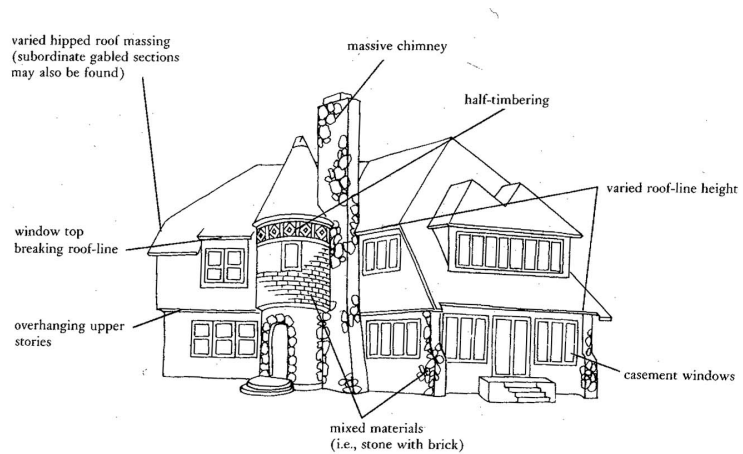 varied hipped roof massing
(subordinate gabled sections
may also be found)
massive chimney
half-timbering
varied roof-line height
window top
breaking roof-line
overhanging upper
stories
casement windows
mixed materials
(i.e., stone with brick)